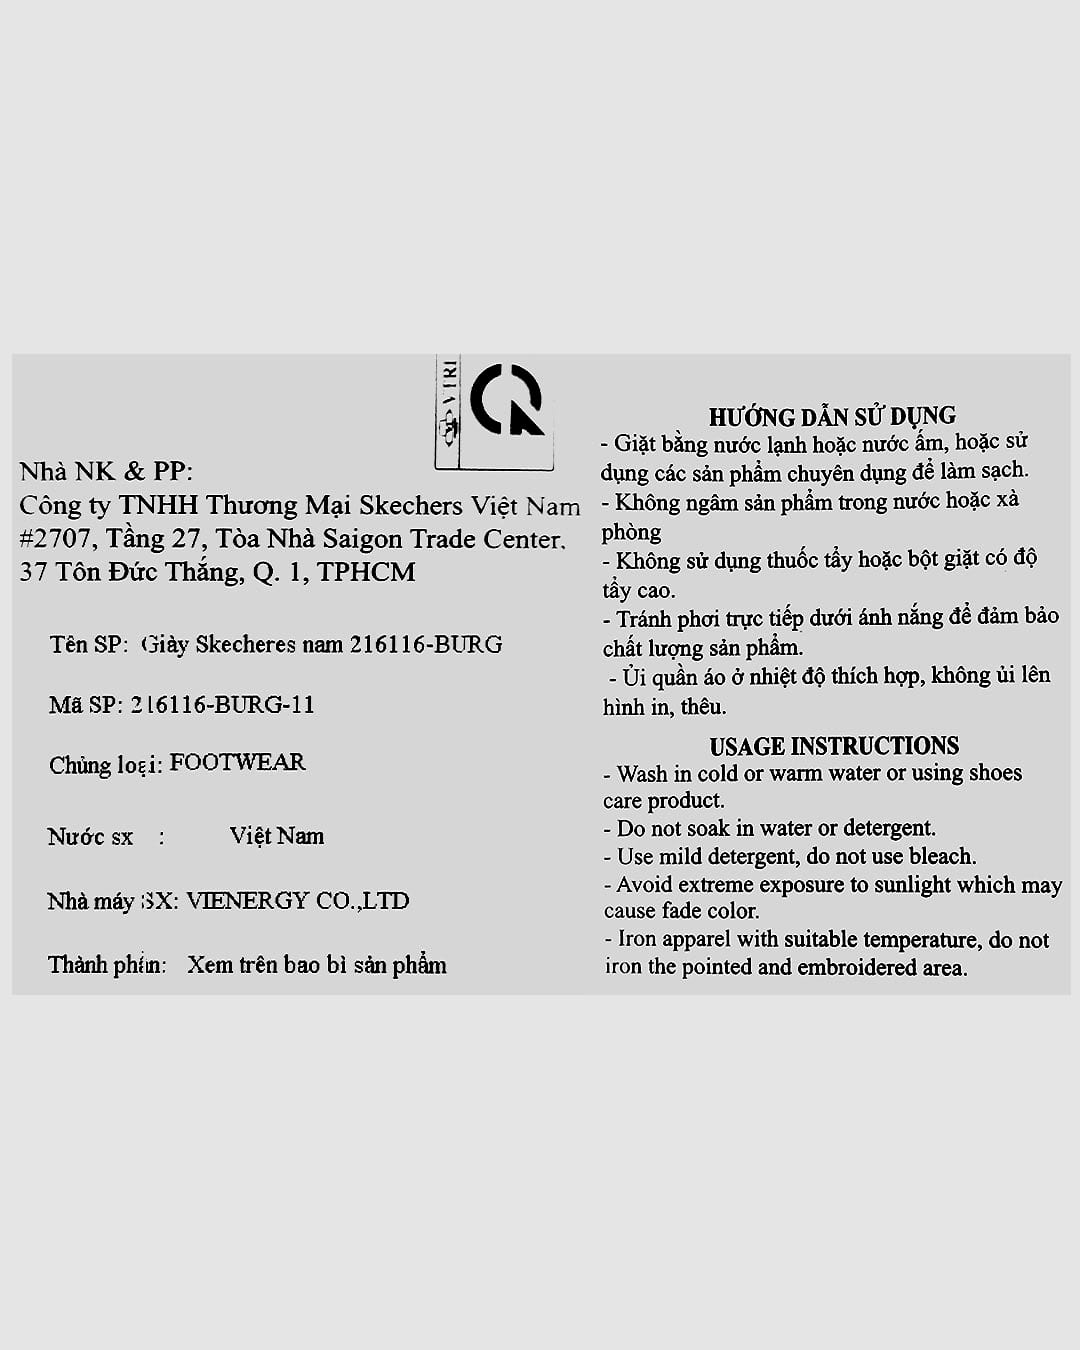 VTRI
Nhà NK & PP:
Công ty TNHH Thương Mại Skechers Việt Nam
#2707, Tầng 27, Tòa Nhà Saigon Trade Center.
37 Tôn Đức Thắng, Q. 1, TPHCM
Tên SP: Giày Skecheres nam 216116-BURG
Mã SP: 216116-BURG-11
Chủng loại: FOOTWEAR
Nước sx : Việt Nam
Nhà máy SX: VIENERGY CO.,LTD
Thành phần: Xem trên bao bì sản phẩm
HƯỚNG DẪN SỬ DỤNG
- Giặt bằng nước lạnh hoặc nước ấm, hoặc sử
dụng các sản phẩm chuyên dụng để làm sạch.
- Không ngâm sản phẩm trong nước hoặc xà
phòng
- Không sử dụng thuốc tẩy hoặc bột giặt có độ
tẩy cao.
- Tránh phơi trực tiếp dưới ánh nắng để đảm bảo
chất lượng sản phẩm.
- Ủi quần áo ở nhiệt độ thích hợp, không ủi lên
hình in, thêu.
USAGE INSTRUCTIONS
- Wash in cold or warm water or using shoes
care product.
- Do not soak in water or detergent.
- Use mild detergent, do not use bleach.
- Avoid extreme exposure to sunlight which may
cause fade color.
- Iron apparel with suitable temperature, do not
iron the pointed and embroidered area.